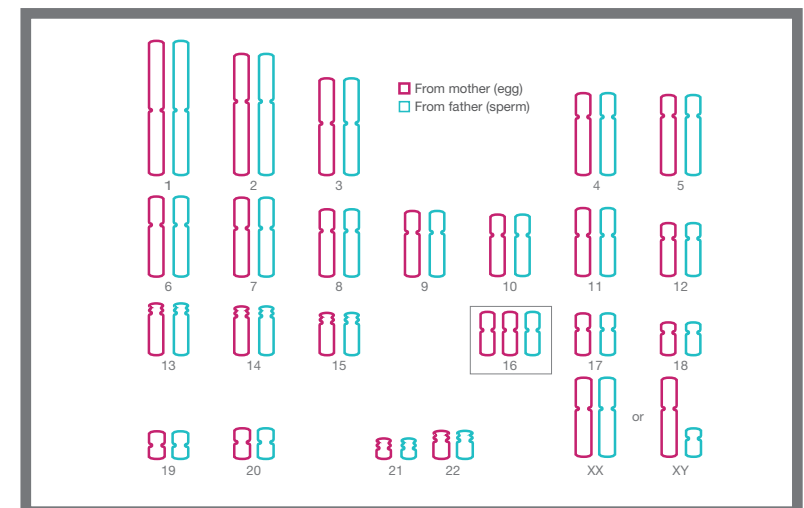 From mother (egg)
From father (sperm)
1 2 3 4 5
6 7 8 9 10 11 12
13 14 15 16 17 18
or
19 20 21 22 XX XY